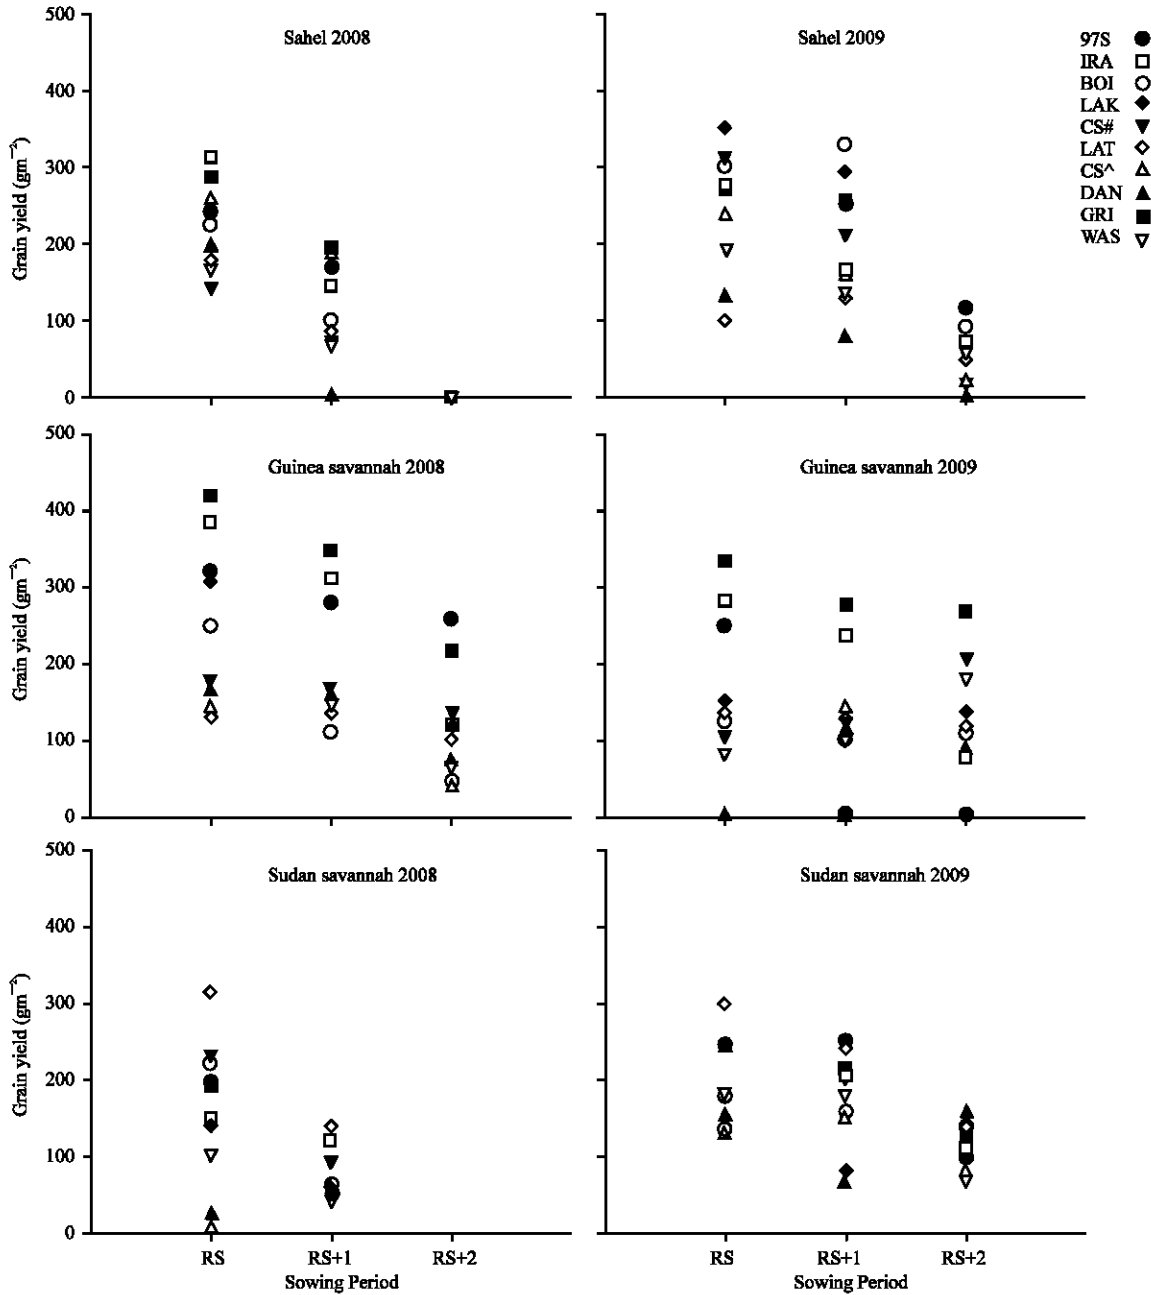 Sahel 2008
500
400
300
200
100
0
Grain yield (gm⁻²)
Sahel 2009
97S
IRA
BOI
LAK
CS#
LAT
CS^
DAN
GRI
WAS
Guinea savannah 2008
500
400
300
200
100
0
Grain yield (gm⁻²)
Guinea savannah 2009
Sudan savannah 2008
500
400
300
200
100
0
Grain yield (gm⁻²)
RS RS+1 RS+2
Sowing Period
Sudan savannah 2009
RS RS+1 RS+2
Sowing Period